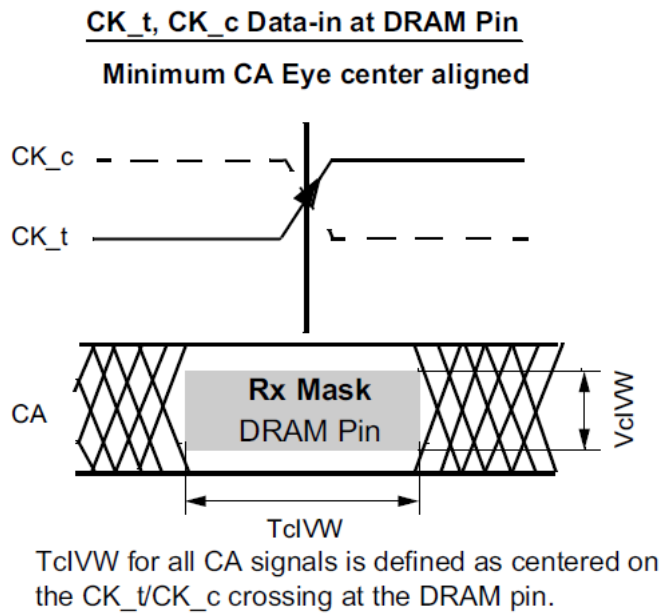 CK_t, CK_c Data-in at DRAM Pin
Minimum CA Eye center aligned
CK_c
CK_t
CA
Rx Mask
DRAM Pin
VcIVW
TcIVW
TcIVW for all CA signals is defined as centered on
the CK_t/CK_c crossing at the DRAM pin.